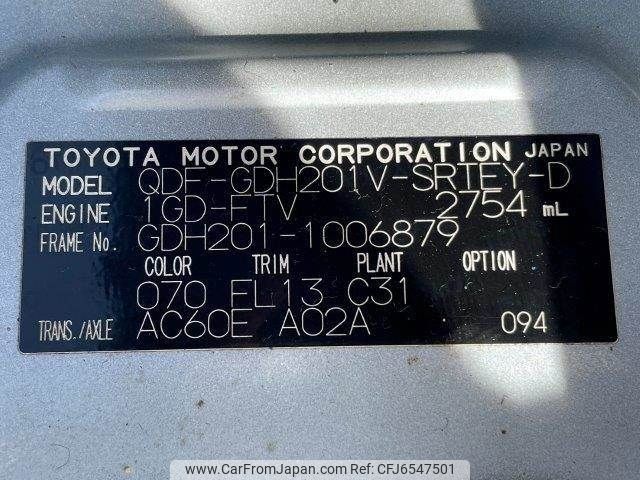 TOYOTA MOTOR CORPORATION JAPAN
MODEL QDF-GDH201V-SRTEY-D
ENGINE 1GD-FTV 2754 mL
FRAME No. GDH201-1006879
COLOR TRIM PLANT OPTION
070 FL13 C31
TRANS./AXLE AC60E A02A 094
www.CarFromJapan.com | ID: CFJ6547501